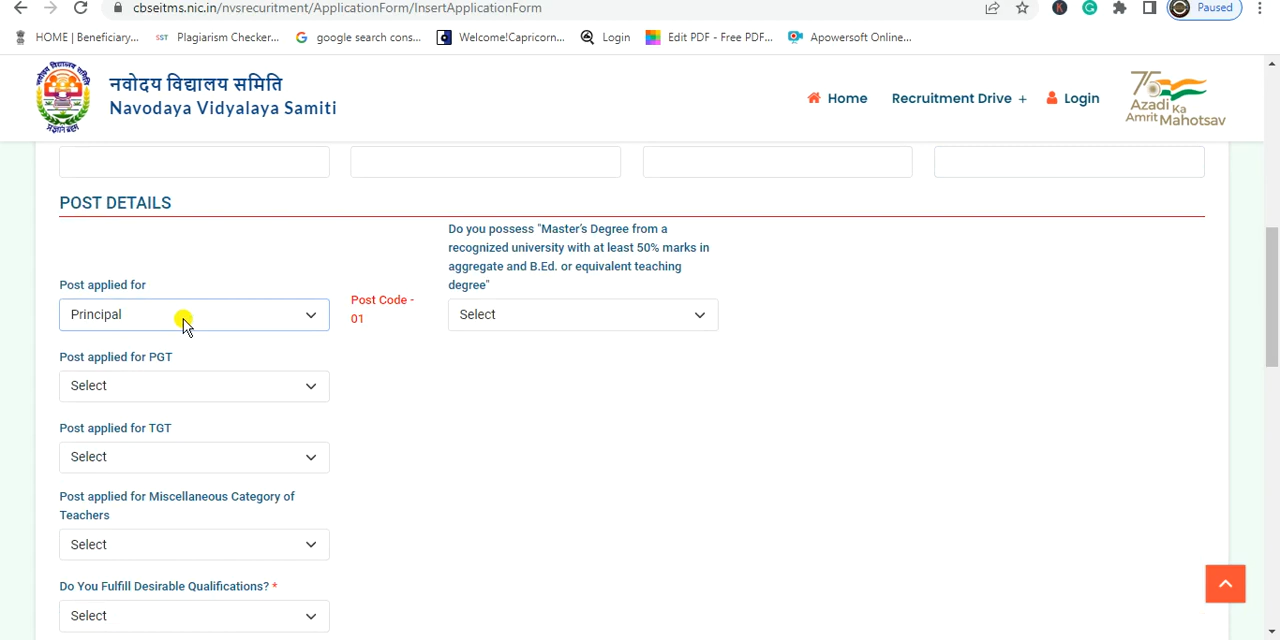 cbseitms.nic.in/nvsrecuritment/ApplicationForm/InsertApplicationForm
Paused
HOME | Beneficiary...
SST Plagiarism Checker...
google search cons...
Welcome!Capricorn...
Login
Edit PDF - Free PDF...
Apowersoft Online...
नवोदय विद्यालय समिति
Navodaya Vidyalaya Samiti
Home
Recruitment Drive +
Login
75
Azadi Ka
Amrit Mahotsav
POST DETAILS
Do you possess "Master's Degree from a
recognized university with at least 50% marks in
aggregate and B.Ed. or equivalent teaching
degree"
Post applied for
Principal
Post Code -
01
Select
Post applied for PGT
Select
Post applied for TGT
Select
Post applied for Miscellaneous Category of
Teachers
Select
Do You Fulfill Desirable Qualifications? *
Select